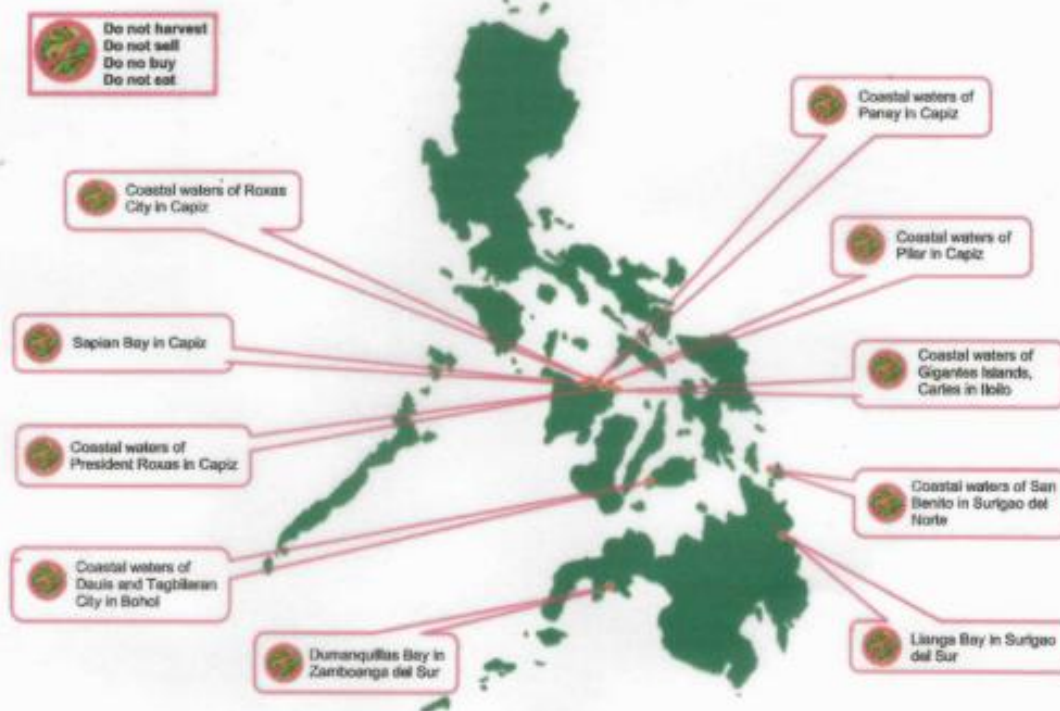 Do not harvest
Do not sell
Do no buy
Do not eat
Coastal waters of
Panay in Capiz
Coastal waters of Roxas
City in Capiz
Coastal waters of
Pilar in Capiz
Sapian Bay in Capiz
Coastal waters of
Gigantes Islands,
Carles in Iloilo
Coastal waters of
President Roxas in Capiz
Coastal waters of San
Benito in Surigao del
Norte
Coastal waters of
Dauis and Tagbilaran
City in Bohol
Dumanquillas Bay in
Zamboanga del Sur
Lianga Bay in Surigao
del Sur